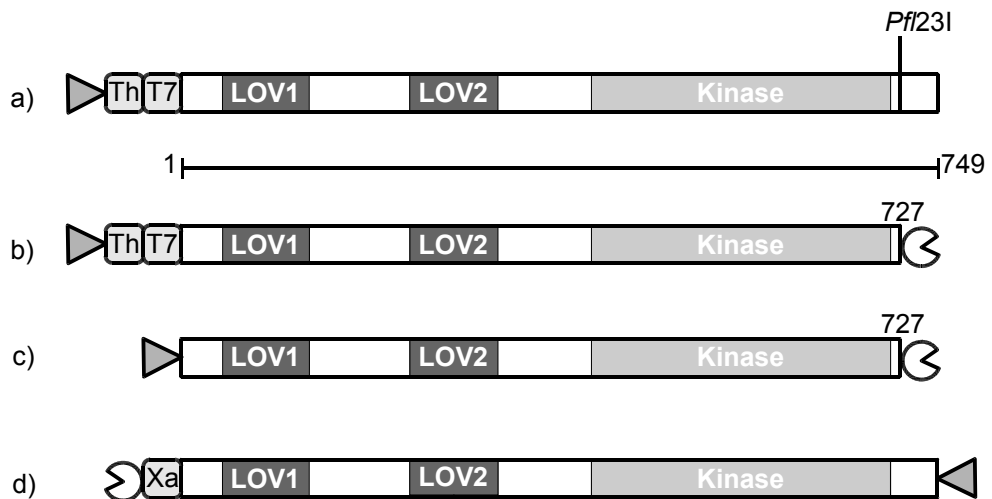 Pfl23I
a) Th T7 LOV1 LOV2 Kinase
1 749
727
b) Th T7 LOV1 LOV2 Kinase
727
c) LOV1 LOV2 Kinase
d) Xa LOV1 LOV2 Kinase